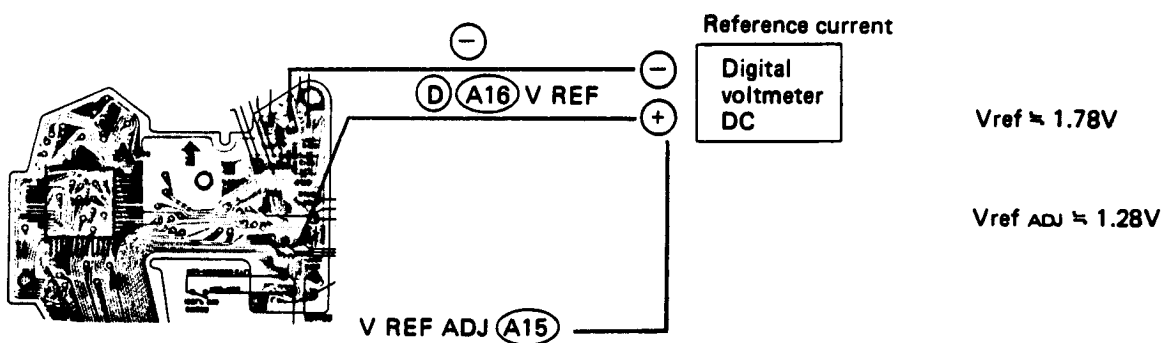 Reference current
⊖
⊖
Digital
voltmeter
DC
Ⓓ A16 V REF
⊕
Vref ≒ 1.78V
Vref ADJ ≒ 1.28V
V REF ADJ A15